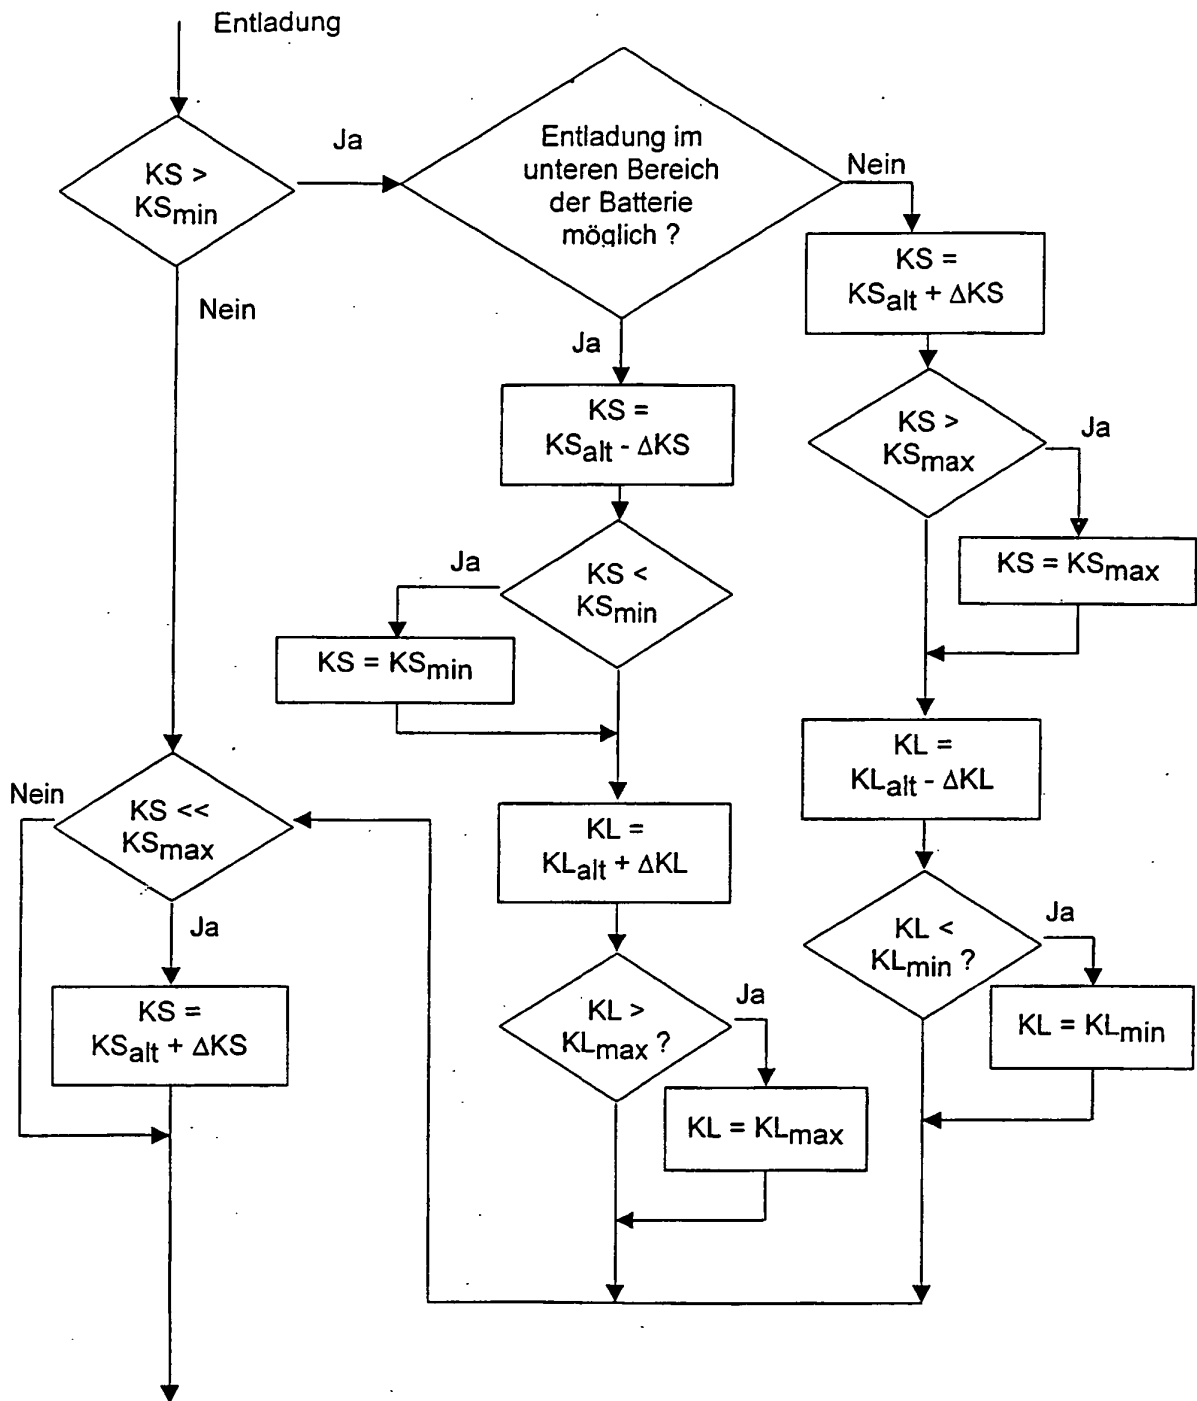 Entladung
KS >
KSmin
Ja
Nein
Entladung im
unteren Bereich
der Batterie
möglich ?
Nein
Ja
KS =
KSalt + ΔKS
KS >
KSmax
Ja
KS = KSmax
KS =
KSalt - ΔKS
KS <
KSmin
Ja
KS = KSmin
KL =
KLalt - ΔKL
KL <
KLmin ?
Ja
KL = KLmin
KL =
KLalt + ΔKL
KL >
KLmax ?
Ja
KL = KLmax
Nein
KS <<
KSmax
Ja
KS =
KSalt + ΔKS